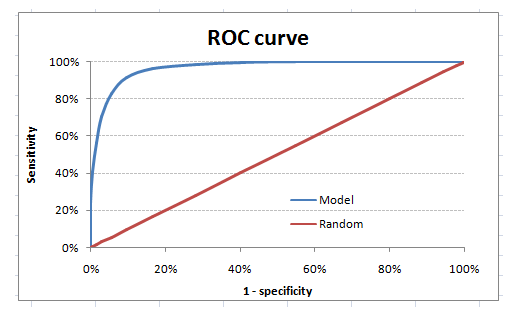 ROC curve
100%
80%
60%
40%
20%
0%
Sensitivity
Model
Random
0% 20% 40% 60% 80% 100%
1 - specificity